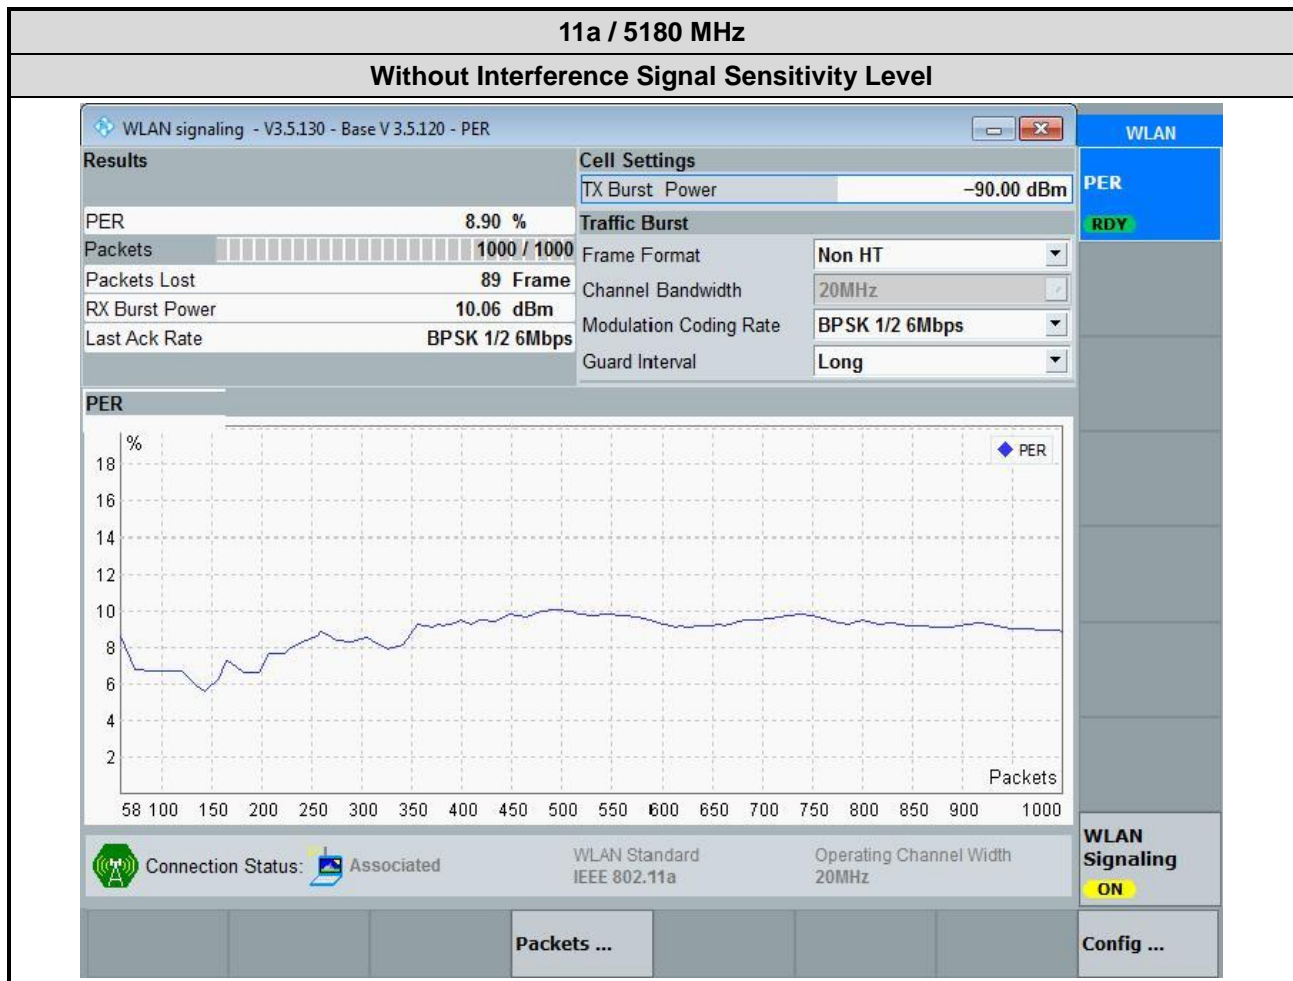 11a / 5180 MHz
Without Interference Signal Sensitivity Level
WLAN signaling - V3.5.130 - Base V 3.5.120 - PER
WLAN
Results
Cell Settings
TX Burst Power −90.00 dBm
PER
RDY
PER 8.90 %
Traffic Burst
Packets 1000 / 1000
Frame Format Non HT
Packets Lost 89 Frame
Channel Bandwidth 20MHz
RX Burst Power 10.06 dBm
Modulation Coding Rate BPSK 1/2 6Mbps
Last Ack Rate BPSK 1/2 6Mbps
Guard Interval Long
PER
%
PER
18
16
14
12
10
8
6
4
2
Packets
58 100 150 200 250 300 350 400 450 500 550 600 650 700 750 800 850 900 1000
Connection Status: Associated
WLAN Standard
IEEE 802.11a
Operating Channel Width
20MHz
WLAN
Signaling
ON
Packets ...
Config ...